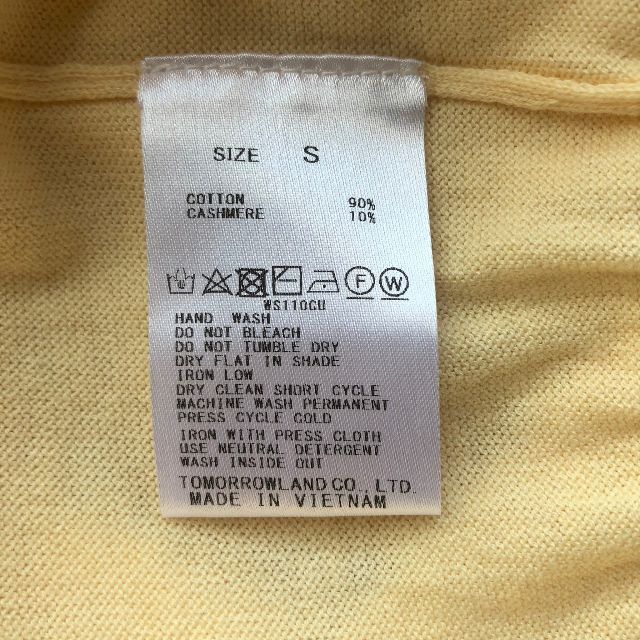 SIZE S
COTTON 90%
CASHMERE 10%
F W
WS110CU
HAND WASH
DO NOT BLEACH
DO NOT TUMBLE DRY
DRY FLAT IN SHADE
IRON LOW
DRY CLEAN SHORT CYCLE
MACHINE WASH PERMANENT
PRESS CYCLE COLD
IRON WITH PRESS CLOTH
USE NEUTRAL DETERGENT
WASH INSIDE OUT
TOMORROWLAND CO., LTD.
MADE IN VIETNAM